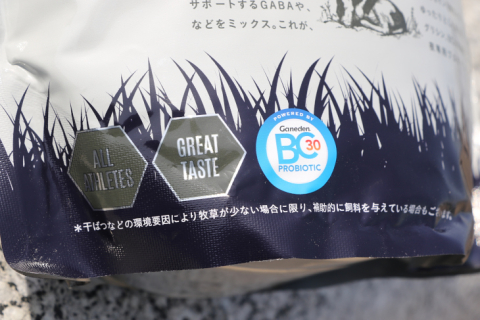 サポートするGABAや、
などをミックス。これが、
ALL
ATHLETES
GREAT
TASTE
POWERED BY
Ganeden
BC30
PROBIOTIC
*干ばつなどの環境要因により牧草が少ない場合に限り、補助的に飼料を与えている場合もご